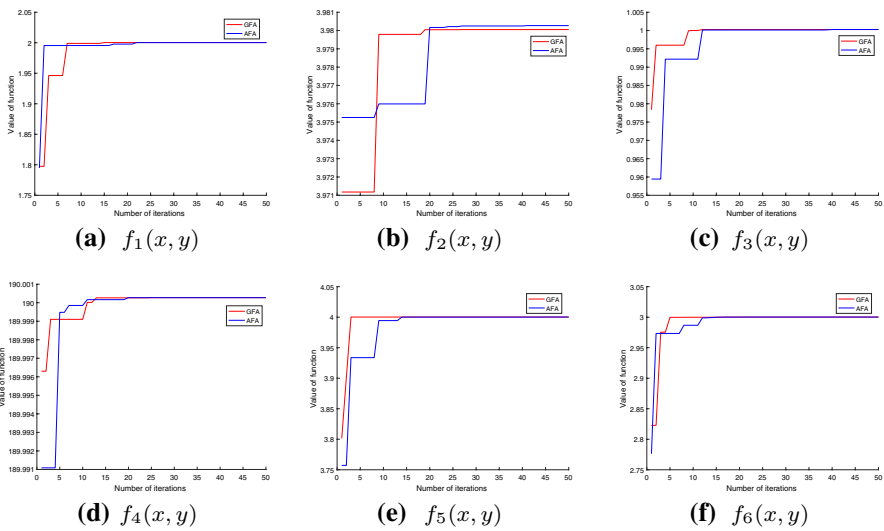 2.05
2
1.95
1.9
1.85
1.8
1.75
Value of function
0 5 10 15 20 25 30 35 40 45 50
Number of iterations
GFA
AFA
(a) f1(x, y)
3.981
3.98
3.979
3.978
3.977
3.976
3.975
3.974
3.973
3.972
3.971
Value of function
0 5 10 15 20 25 30 35 40 45 50
Number of iterations
GFA
AFA
(b) f2(x, y)
1.005
1
0.995
0.99
0.985
0.98
0.975
0.97
0.965
0.96
0.955
Value of function
0 5 10 15 20 25 30 35 40 45 50
Number of iterations
GFA
AFA
(c) f3(x, y)
190.001
190
189.999
189.998
189.997
189.996
189.995
189.994
189.993
189.992
189.991
Value of function
0 5 10 15 20 25 30 35 40 45 50
Number of iterations
GFA
AFA
(d) f4(x, y)
4.05
4
3.95
3.9
3.85
3.8
3.75
Value of function
0 5 10 15 20 25 30 35 40 45 50
Number of iterations
GFA
AFA
(e) f5(x, y)
3.05
3
2.95
2.9
2.85
2.8
2.75
Value of function
0 5 10 15 20 25 30 35 40 45 50
Number of iterations
GFA
AFA
(f) f6(x, y)